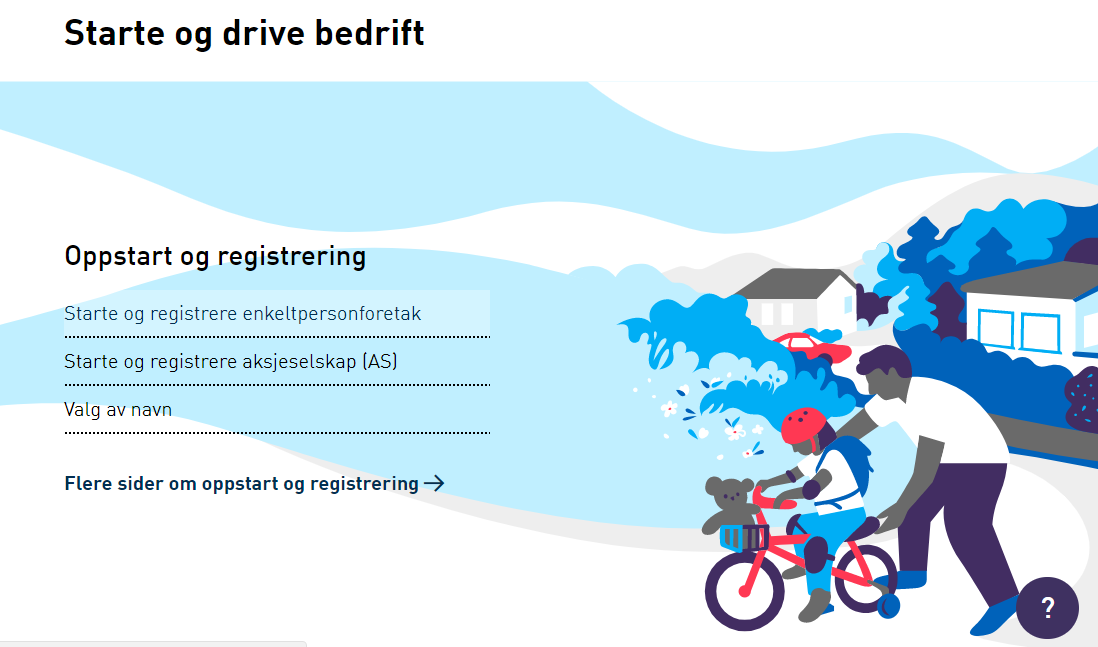 Starte og drive bedrift
Oppstart og registrering
Starte og registrere enkeltpersonforetak
Starte og registrere aksjeselskap (AS)
Valg av navn
Flere sider om oppstart og registrering →
?